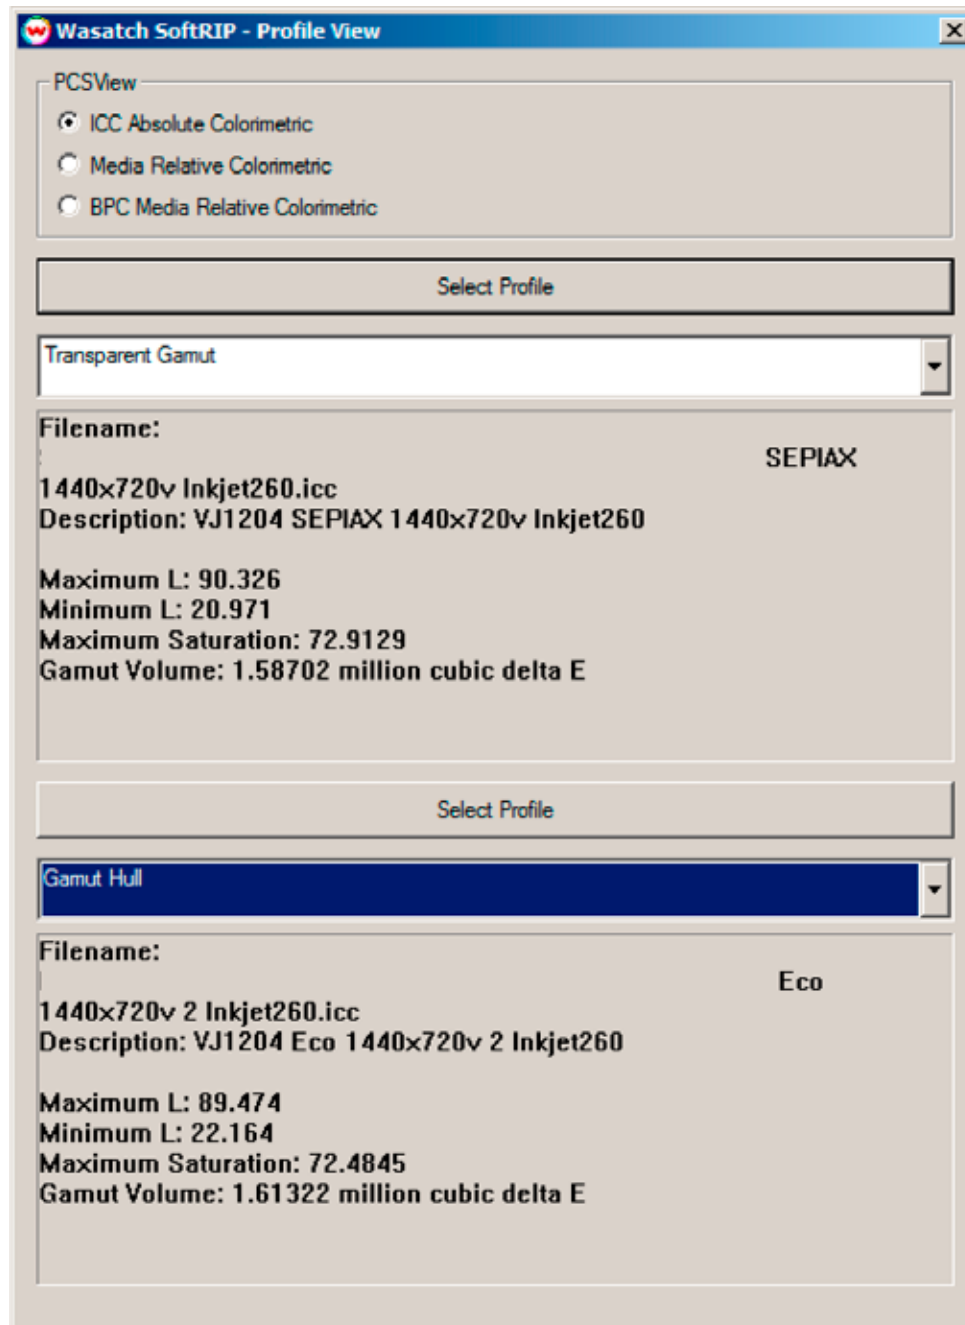 Wasatch SoftRIP - Profile View
PCSView
ICC Absolute Colorimetric
Media Relative Colorimetric
BPC Media Relative Colorimetric
Select Profile
Transparent Gamut
Filename:
SEPIAX
1440x720v Inkjet260.icc
Description: VJ1204 SEPIAX 1440x720v Inkjet260
Maximum L: 90.326
Minimum L: 20.971
Maximum Saturation: 72.9129
Gamut Volume: 1.58702 million cubic delta E
Select Profile
Gamut Hull
Filename:
Eco
1440x720v 2 Inkjet260.icc
Description: VJ1204 Eco 1440x720v 2 Inkjet260
Maximum L: 89.474
Minimum L: 22.164
Maximum Saturation: 72.4845
Gamut Volume: 1.61322 million cubic delta E